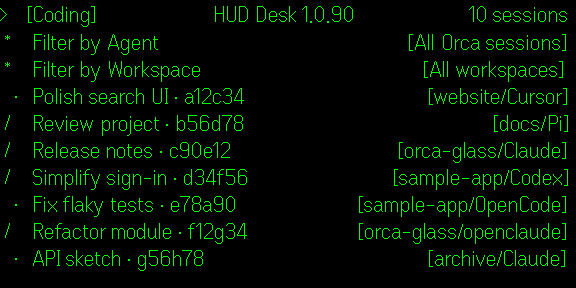 > [Coding] HUD Desk 1.0.90 10 sessions
* Filter by Agent [All Orca sessions]
* Filter by Workspace [All workspaces]
· Polish search UI · a12c34 [website/Cursor]
/ Review project · b56d78 [docs/Pi]
/ Release notes · c90e12 [orca-glass/Claude]
/ Simplify sign-in · d34f56 [sample-app/Codex]
· Fix flaky tests · e78a90 [sample-app/OpenCode]
/ Refactor module · f12g34 [orca-glass/openclaude]
· API sketch · g56h78 [archive/Claude]